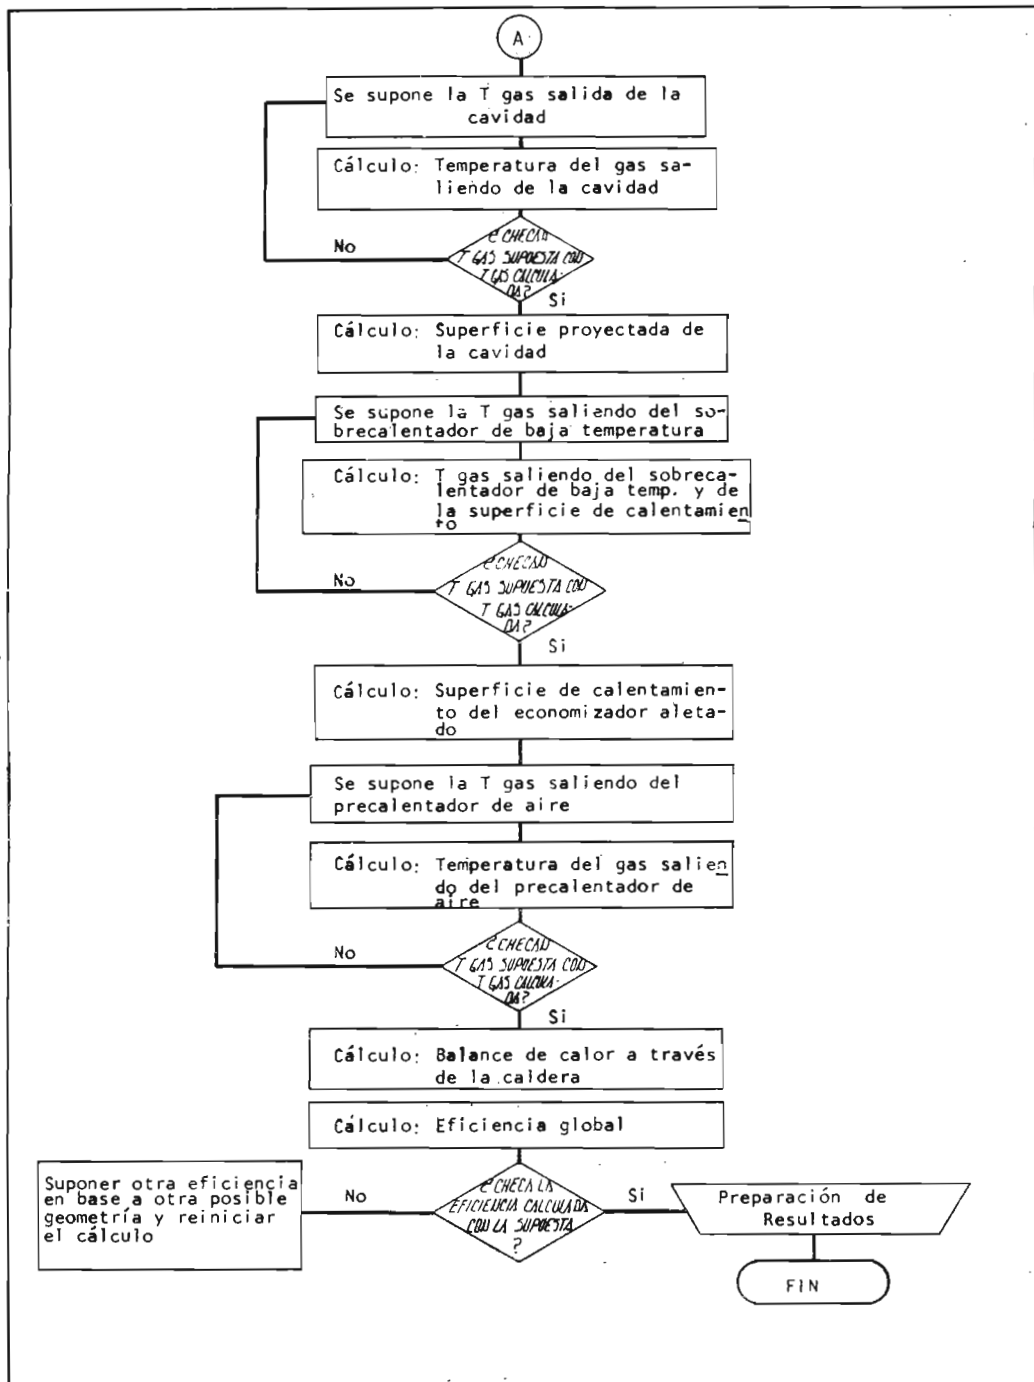 A
Se supone la T gas salida de la
cavidad
Cálculo: Temperatura del gas sa-
liendo de la cavidad
No
¿CHECAN
T GAS SUPUESTA CON
T GAS CALCULA-
DA?
Si
Cálculo: Superficie proyectada de
la cavidad
Se supone la T gas saliendo del so-
brecalentador de baja temperatura
Cálculo: T gas saliendo del sobreca-
lentador de baja temp. y de
la superficie de calentamien
to
No
¿CHECAN
T GAS SUPUESTA CON
T GAS CALCULA-
DA?
Si
Cálculo: Superficie de calentamien-
to del economizador aleta-
do
Se supone la T gas saliendo del
precalentador de aire
Cálculo: Temperatura del gas salien
do del precalentador de
aire
No
¿CHECAN
T GAS SUPUESTA CON
T GAS CALCULA-
DA?
Si
Cálculo: Balance de calor a través
de la caldera
Cálculo: Eficiencia global
Suponer otra eficiencia
en base a otra posible
geometría y reiniciar
el cálculo
No
¿CHECA LA
EFICIENCIA CALCULADA
CON LA SUPUESTA
?
Si
Preparación de
Resultados
FIN